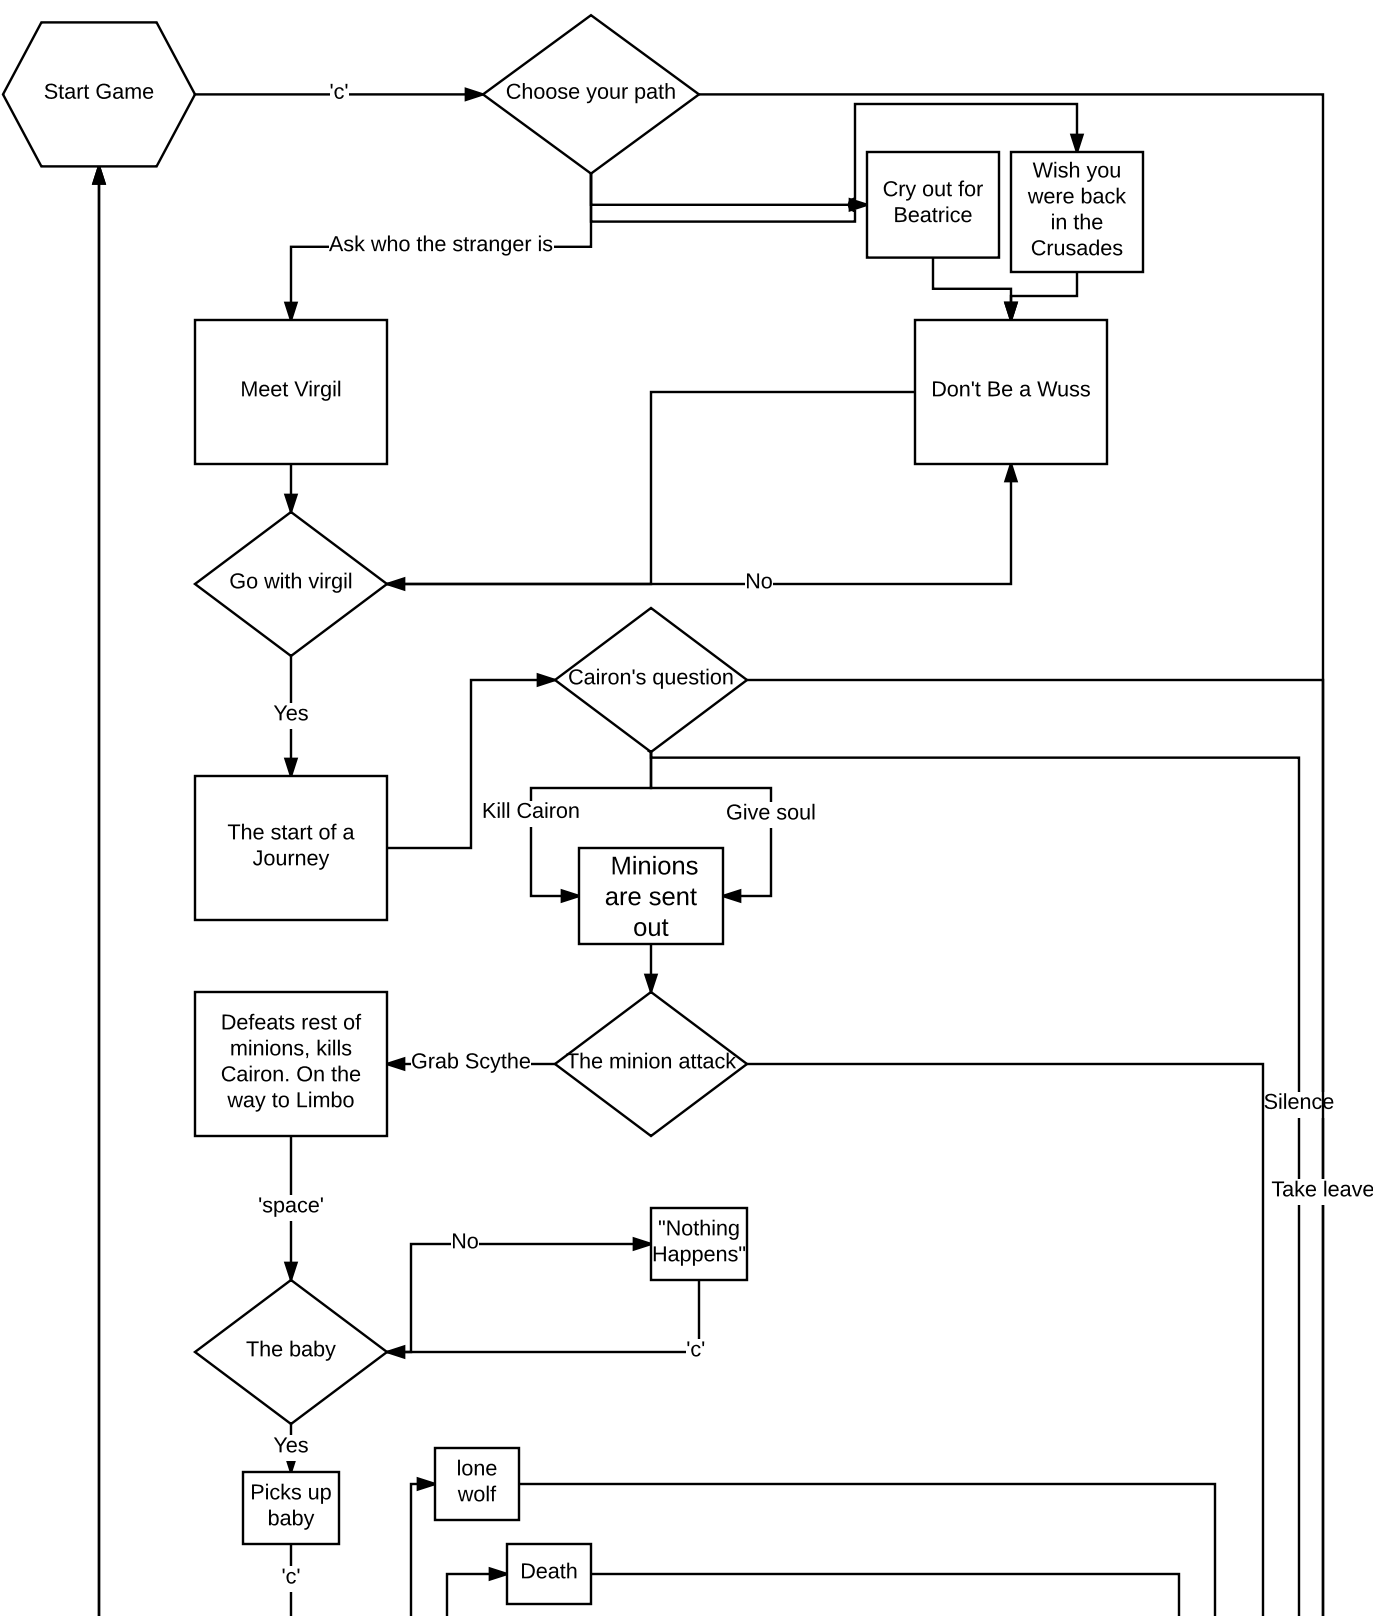 Start Game
'c'
Choose your path
Cry out for
Beatrice
Wish you
were back
in the
Crusades
Ask who the stranger is
Meet Virgil
Don't Be a Wuss
Go with virgil
No
Cairon's question
Yes
The start of a
Journey
Kill Cairon
Give soul
Minions
are sent
out
Defeats rest of
minions, kills
Cairon. On the
way to Limbo
Grab Scythe
The minion attack
Silence
Take leave
'space'
No
"Nothing
Happens"
The baby
'c'
Yes
Picks up
baby
lone
wolf
'c'
Death